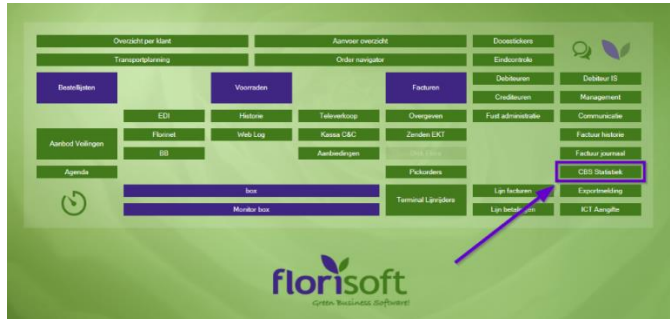 Overzicht per klant
Aanvoer overzicht
Doosstickers
Transportplanning
Order navigator
Eindcontrole
Bestellijsten
Voorraden
Facturen
Debiteuren
Debiteur IS
Crediteuren
Management
EDI
Historie
Televerkoop
Overgeven
Fust administratie
Communicatie
Aanbod Veilingen
Florinet
Web Log
Kassa C&C
Zenden EKT
Factuur historie
BB
Aanbiedingen
Factuur journaal
Agenda
Pickorders
CBS Statistiek
box
Terminal Lijnrijders
Lijn facturen
Exportmelding
Monitor box
Lijn betalingen
ICT Aangifte
florisoft
Green Business Software!